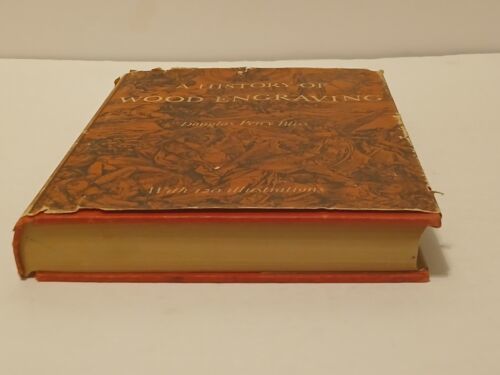 A HISTORY OF
WOOD ENGRAVING
Douglas Percy Bliss
With 120 illustrations